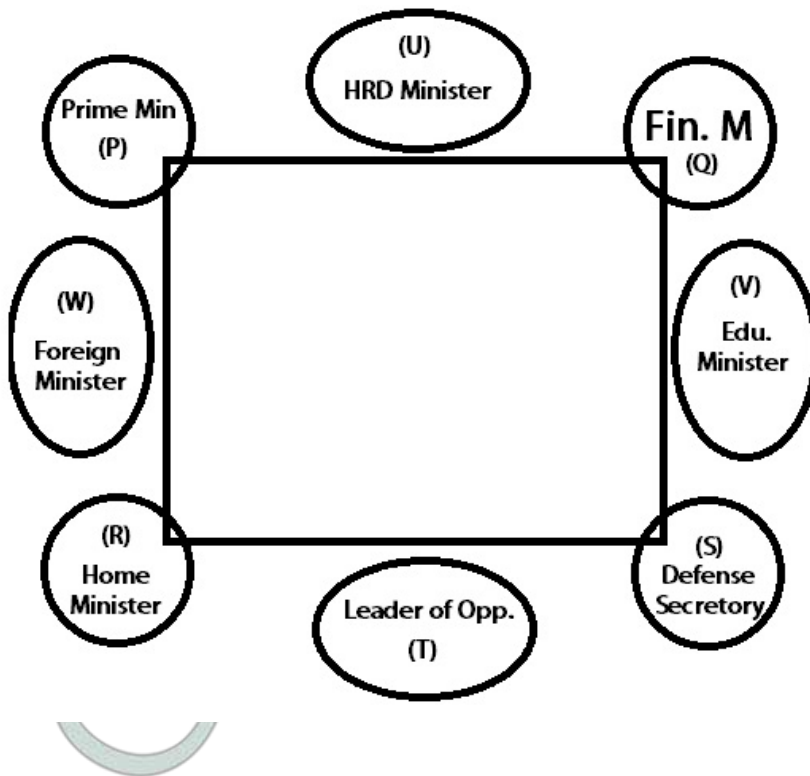 (U)
HRD Minister
Prime Min
(P)
Fin. M
(Q)
(W)
Foreign
Minister
(V)
Edu.
Minister
(R)
Home
Minister
Leader of Opp.
(T)
(S)
Defense
Secretory